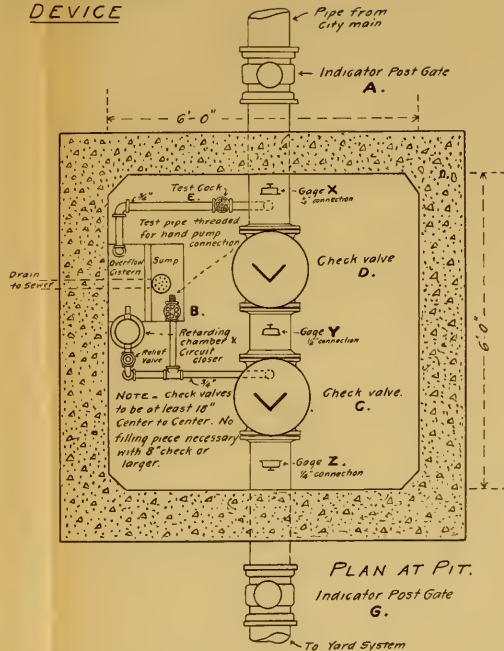 DEVICE
Pipe from
City main
Indicator Post Gate
A.
6'-0"
Test Cock
E.
3/4"
Gage X
1/4" connection
Test pipe threaded
for hand pump
connection
Overflow
Cistern
Sump
Drain
to Sewer
Check valve
D.
B.
Gage Y
1/4" connection
Retarding
chamber &
Circuit
closer
Relief
Valve
3/4"
6'0"
Check valve.
C.
NOTE - Check valves
to be at least 18"
Center to Center. No
filling piece necessary
with 8" check or
larger.
Gage Z.
1/4" connection
PLAN AT PIT.
Indicator Post Gate
G.
To Yard System